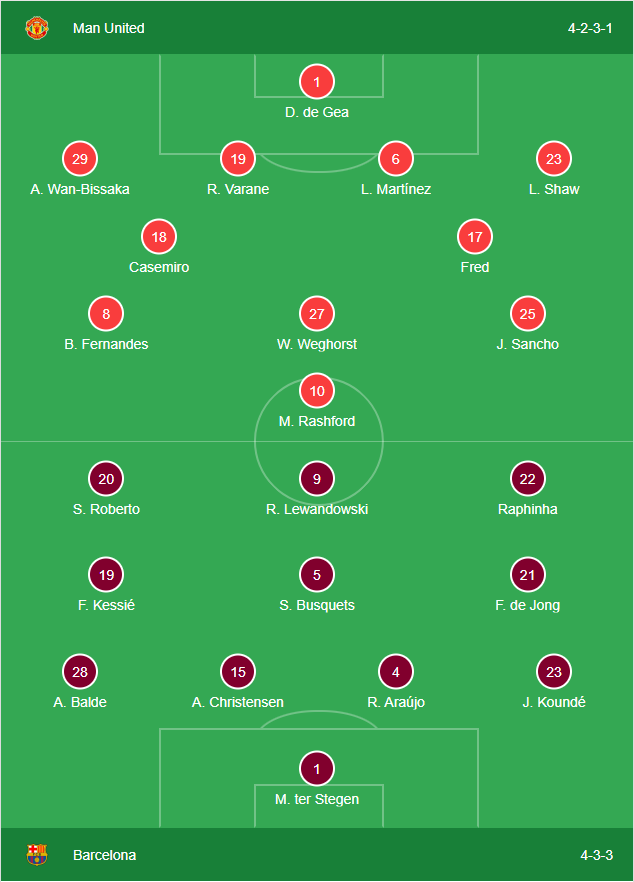 Man United 4-2-3-1
1
D. de Gea
29 19 6 23
A. Wan-Bissaka R. Varane L. Martínez L. Shaw
18 17
Casemiro Fred
8 27 25
B. Fernandes W. Weghorst J. Sancho
10
M. Rashford
20 9 22
S. Roberto R. Lewandowski Raphinha
19 5 21
F. Kessié S. Busquets F. de Jong
28 15 4 23
A. Balde A. Christensen R. Araújo J. Koundé
1
M. ter Stegen
Barcelona 4-3-3